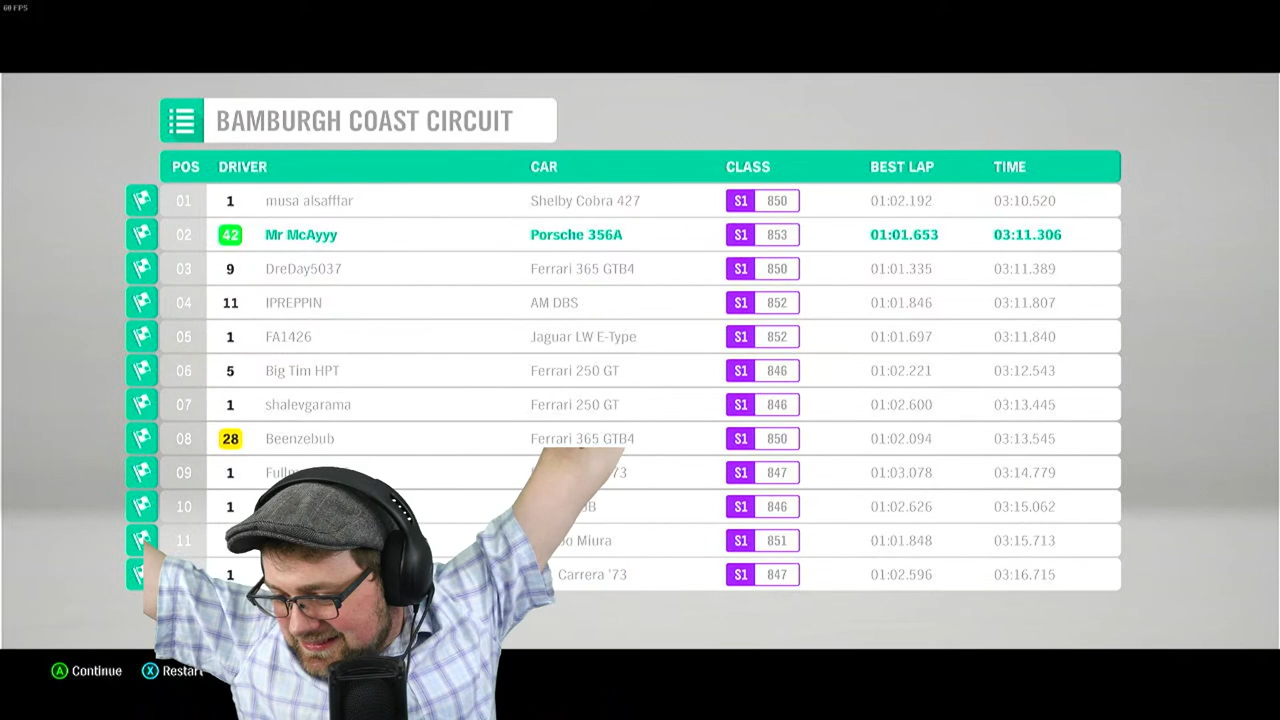 60 FPS
BAMBURGH COAST CIRCUIT
POS DRIVER CAR CLASS BEST LAP TIME
01 1 musa alsafffar Shelby Cobra 427 S1 850 01:02.192 03:10.520
02 42 Mr McAyyy Porsche 356A S1 853 01:01.653 03:11.306
03 9 DreDay5037 Ferrari 365 GTB4 S1 850 01:01.335 03:11.389
04 11 IPREPPIN AM DBS S1 852 01:01.846 03:11.807
05 1 FA1426 Jaguar LW E-Type S1 852 01:01.697 03:11.840
06 5 Big Tim HPT Ferrari 250 GT S1 846 01:02.221 03:12.543
07 1 shalevgarama Ferrari 250 GT S1 846 01:02.600 03:13.445
08 28 Beenzebub Ferrari 365 GTB4 S1 850 01:02.094 03:13.545
09 1 '73 S1 847 01:03.078 03:14.779
10 1 S1 846 01:02.626 03:15.062
11 Miura S1 851 01:01.848 03:15.713
1 Carrera '73 S1 847 01:02.596 03:16.715
A Continue X Restart